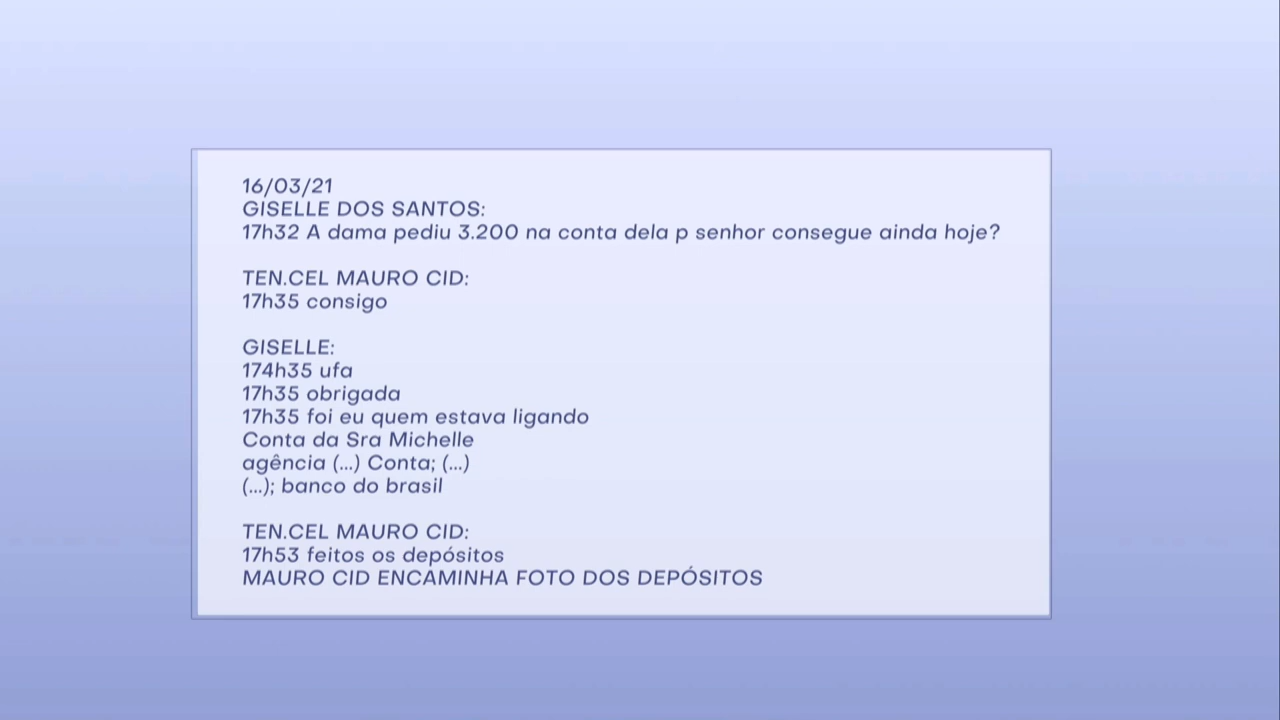 16/03/21
GISELLE DOS SANTOS:
17h32 A dama pediu 3.200 na conta dela p senhor consegue ainda hoje?
TEN.CEL MAURO CID:
17h35 consigo
GISELLE:
174h35 ufa
17h35 obrigada
17h35 foi eu quem estava ligando
Conta da Sra Michelle
agência (...) Conta; (...)
(...); banco do brasil
TEN.CEL MAURO CID:
17h53 feitos os depósitos
MAURO CID ENCAMINHA FOTO DOS DEPÓSITOS